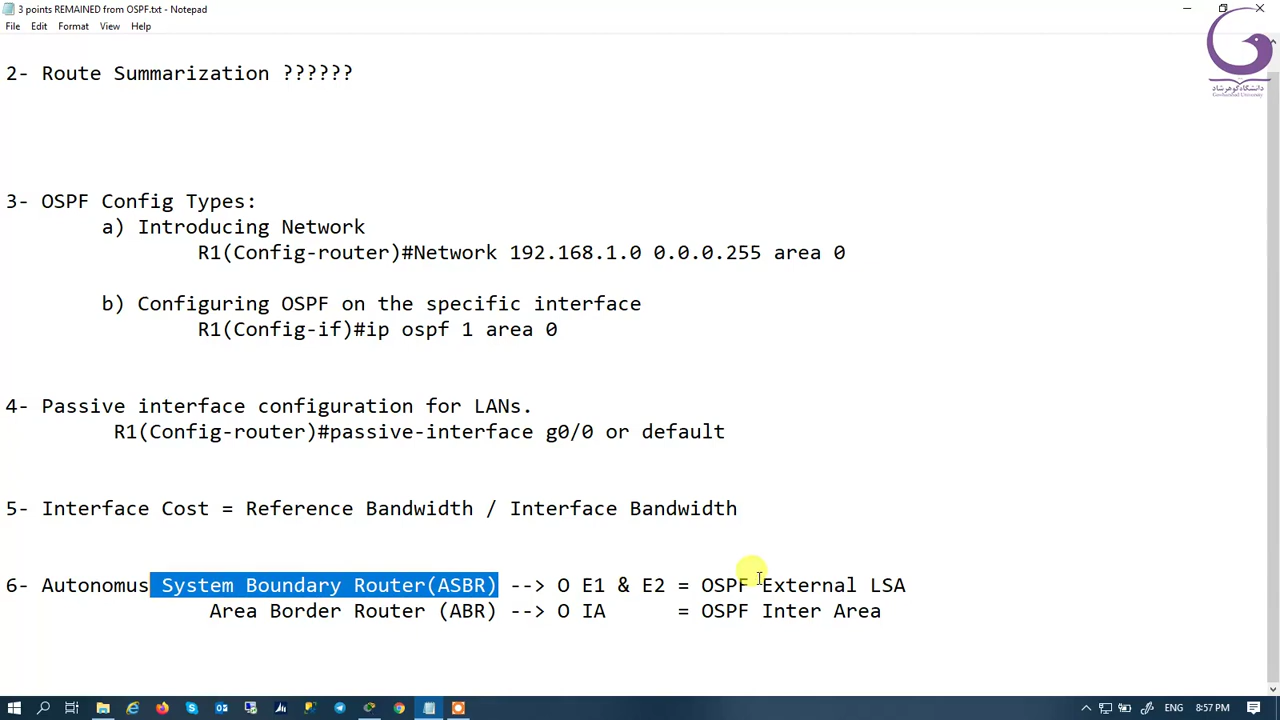 3 points REMAINED from OSPF.txt - Notepad
File Edit Format View Help
2- Route Summarization ??????
3- OSPF Config Types:
a) Introducing Network
R1(Config-router)#Network 192.168.1.0 0.0.0.255 area 0
b) Configuring OSPF on the specific interface
R1(Config-if)#ip ospf 1 area 0
4- Passive interface configuration for LANs.
R1(Config-router)#passive-interface g0/0 or default
5- Interface Cost = Reference Bandwidth / Interface Bandwidth
6- Autonomus System Boundary Router(ASBR) --> O E1 & E2 = OSPF External LSA
Area Border Router (ABR) --> O IA = OSPF Inter Area
دانشگاه گوهرشاد
Govharshad University
ENG 8:57 PM